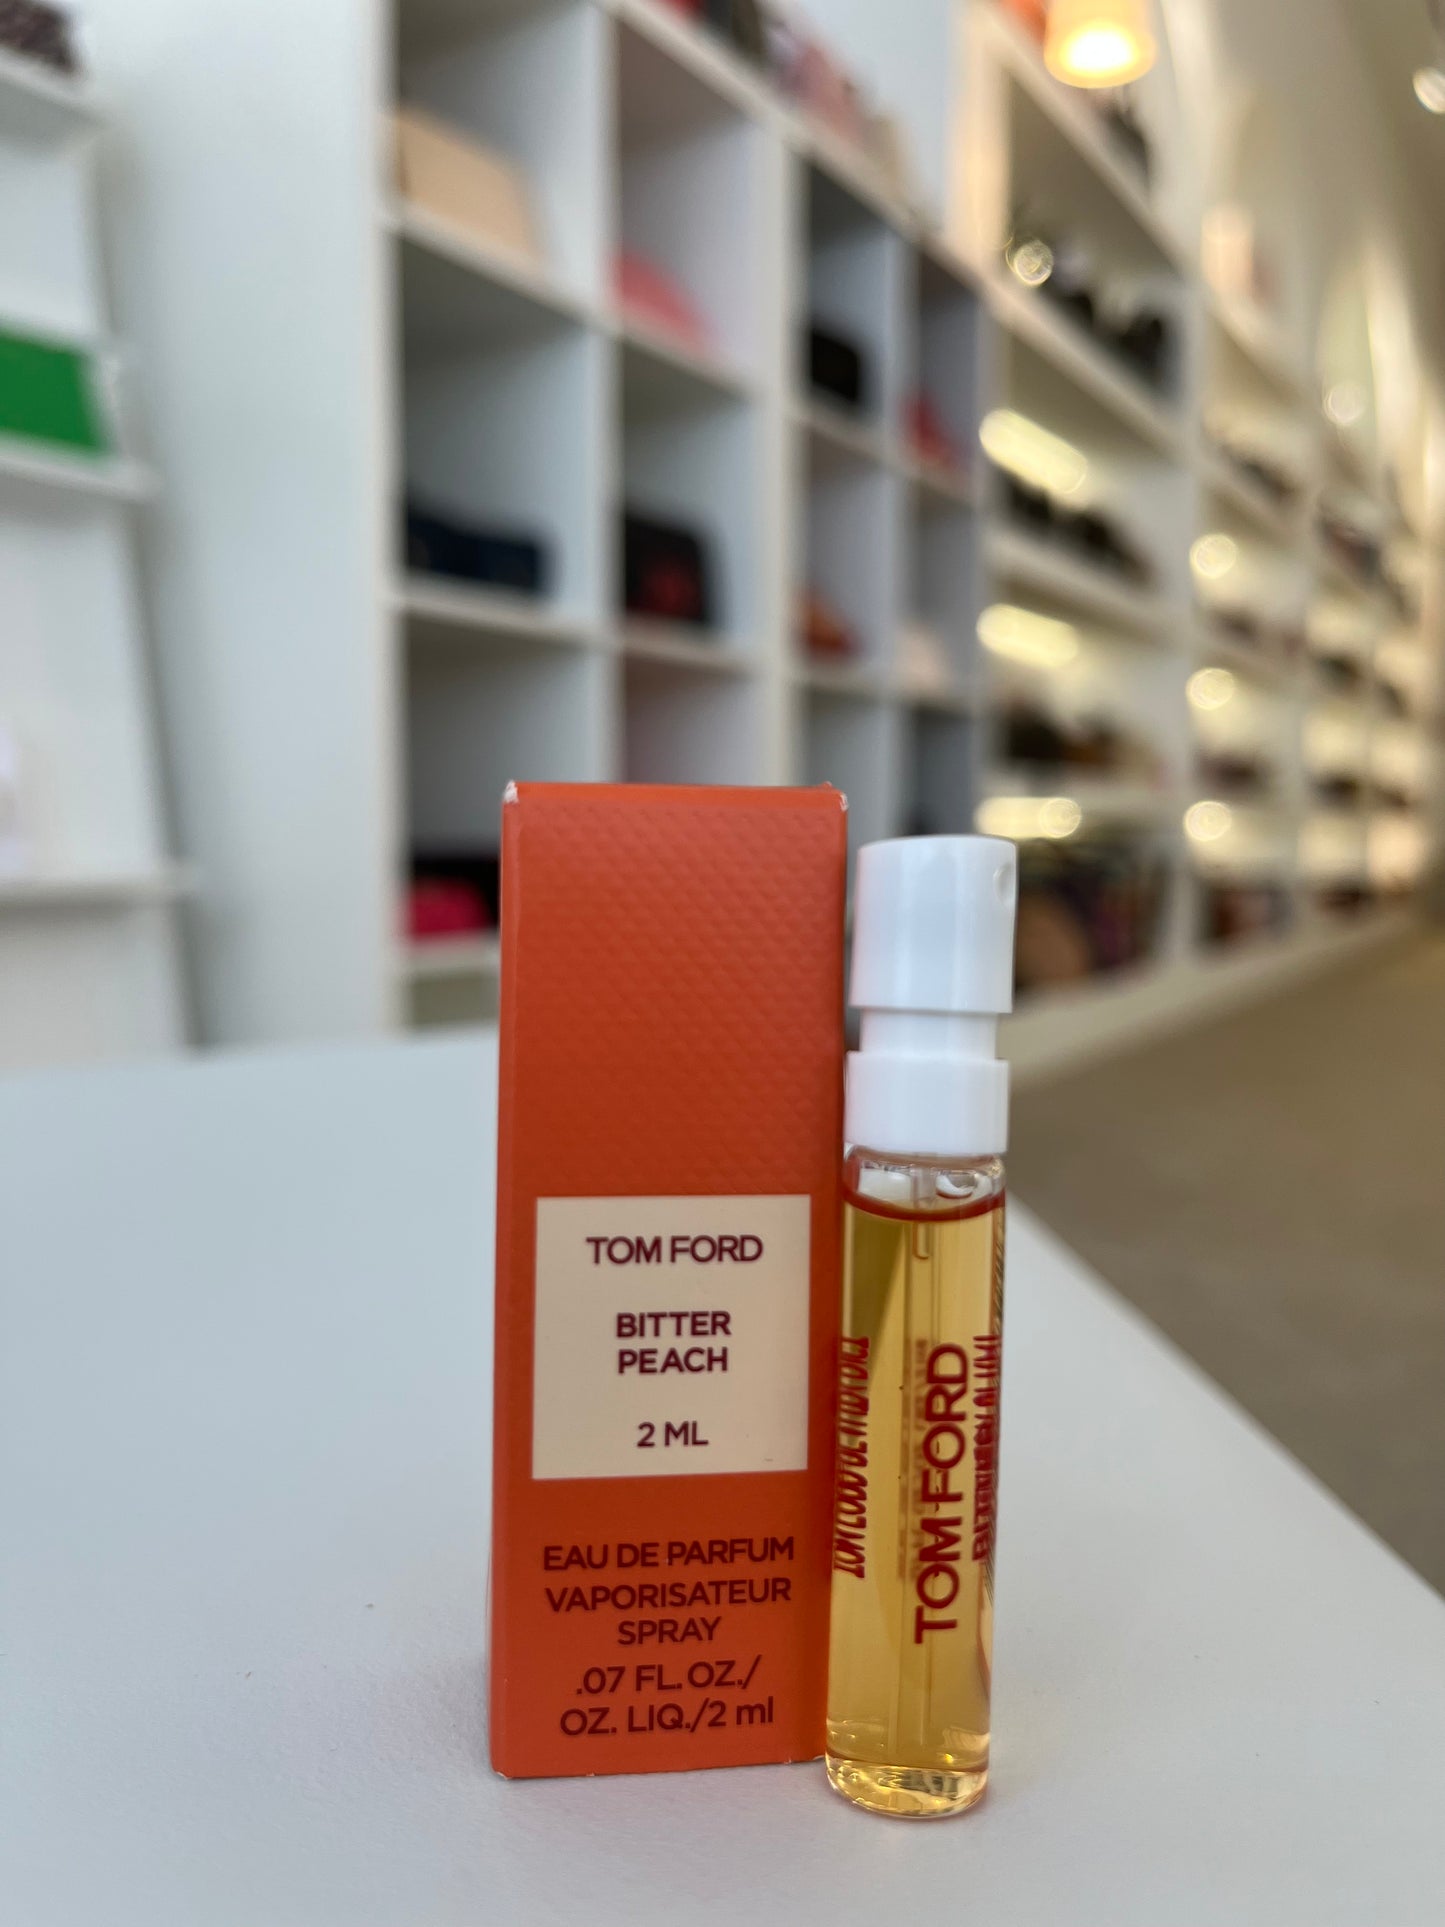 TOM FORD
BITTER
PEACH
2 ML
EAU DE PARFUM
VAPORISATEUR
SPRAY
.07 FL. OZ./
OZ. LIQ./2 ml
TOM FORD